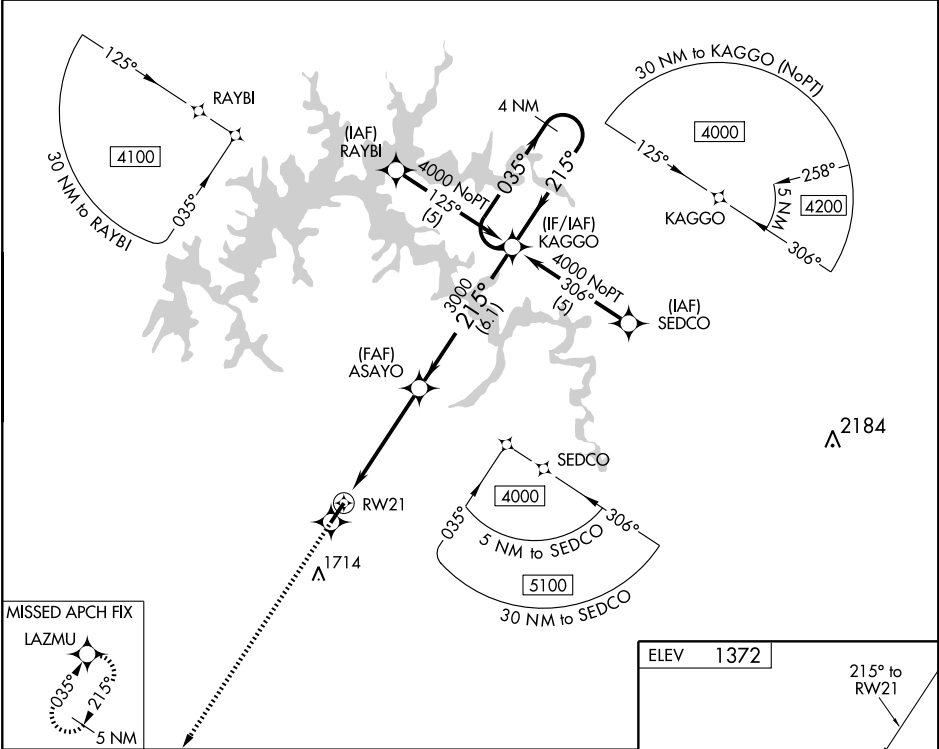 125°
RAYBI
4100
30 NM to RAYBI
035°
(IAF)
RAYBI
4000 NoPT
125°
(5)
4 NM
035°
215°
(IF/IAF)
KAGGO
30 NM to KAGGO (NoPT)
4000
125°
258°
5 NM
4200
KAGGO
306°
4000 NoPT
306°
(5)
(IAF)
SEDCO
3000
215°
(6.1)
(FAF)
ASAYO
2184
SEDCO
4000
035°
306°
5 NM to SEDCO
5100
30 NM to SEDCO
RW21
1714
MISSED APCH FIX
LAZMU
035°
215°
5 NM
ELEV 1372
215° to
RW21